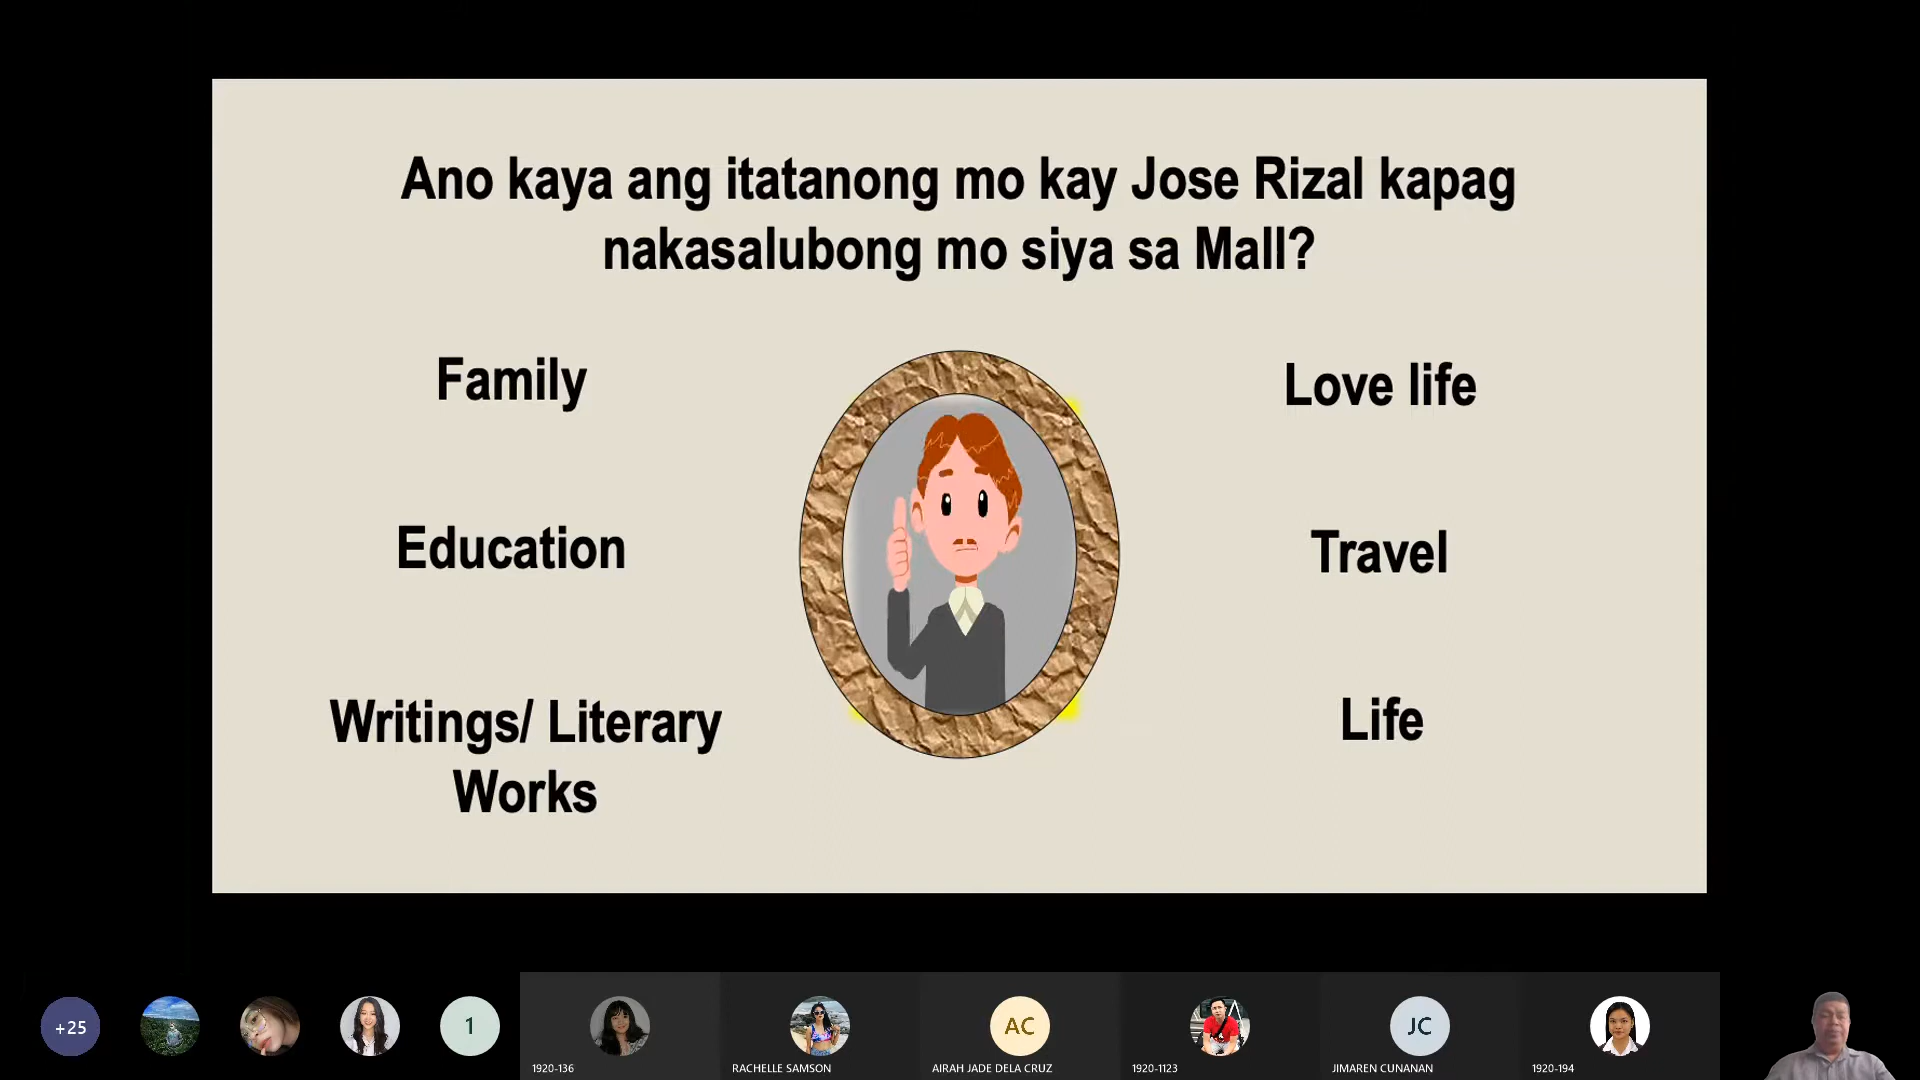 Ano kaya ang itatanong mo kay Jose Rizal kapag
nakasalubong mo siya sa Mall?
Family
Love life
Education
Travel
Writings/ Literary
Works
Life
+25
1
AC
JC
1920-136
RACHELLE SAMSON
AIRAH JADE DELA CRUZ
1920-1123
JIMAREN CUNANAN
1920-194